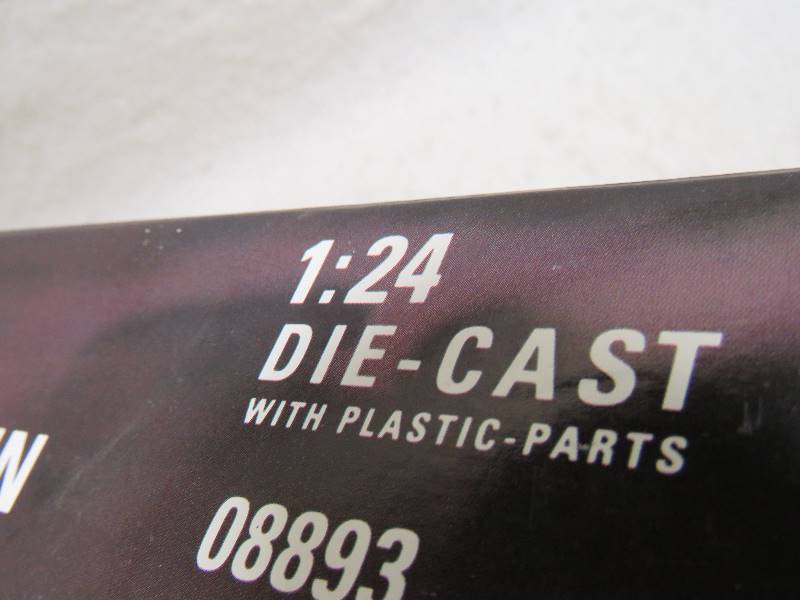 1:24
DIE-CAST
WITH PLASTIC-PARTS
08893